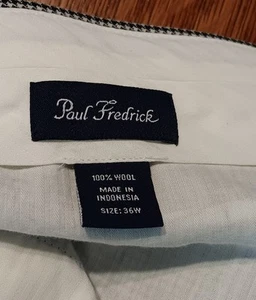 Paul Fredrick
100% WOOL
MADE IN
INDONESIA
SIZE: 36W